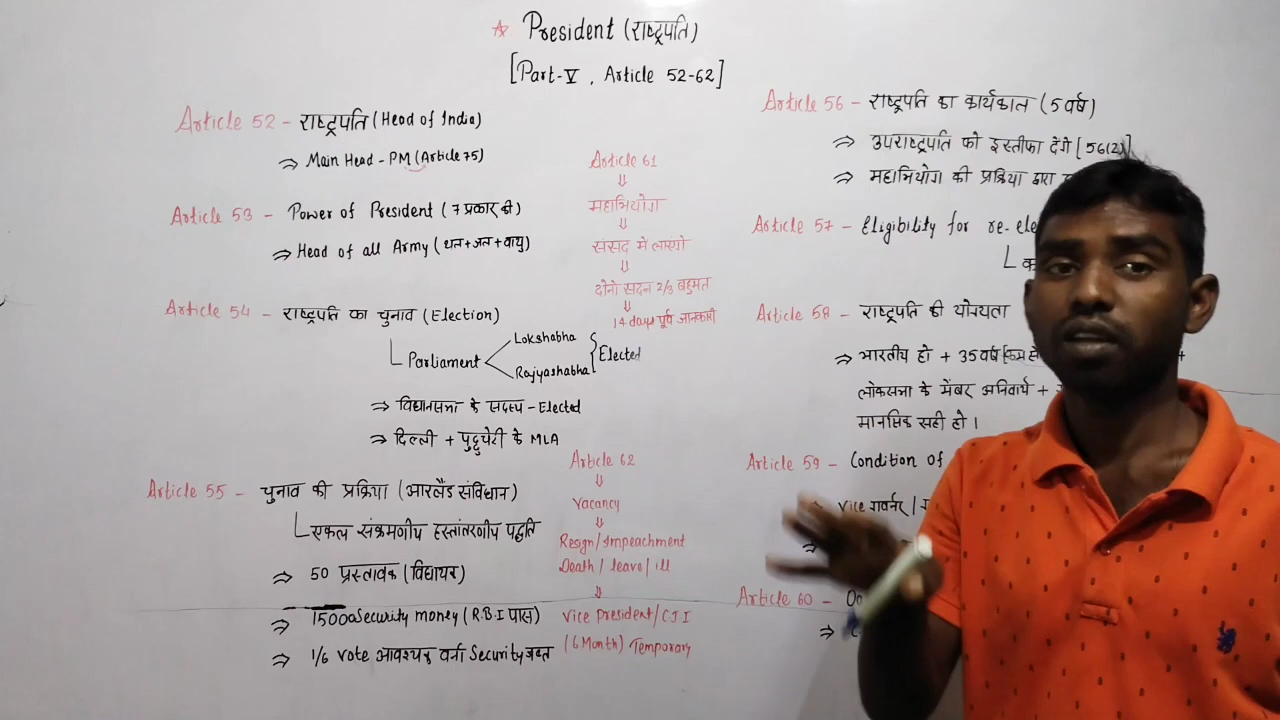 ☆ President (राष्ट्रपति)
[Part-V, Article 52-62]
Article 52 - राष्ट्रपति (Head of India)
⇒ Main Head - PM (Article 75)
Article 53 - Power of President (7 प्रकार की)
⇒ Head of all Army (थल+जल+वायु)
Article 54 - राष्ट्रपति का चुनाव (Election)
Parliament
Lokshabha
Rajyashabha
Elected
⇒ विधानसभा के सदस्य - Elected
⇒ दिल्ली + पुदुचेरी के MLA
Article 55 - चुनाव की प्रक्रिया (आरलैंड संविधान)
एकल संक्रमणीय हस्तांतरणीय पद्धति
⇒ 50 प्रस्तावक (विधायक)
⇒ 15000 Security money (R.B.I पास)
⇒ 1/6 vote आवश्यक वर्ना Security जब्त
Article 61
⇓
महाभियोग
⇓
संसद मे लाएंगे
⇓
दोनो सदन 2/3 बहुमत
⇓
14 days पूर्व जानकारी
Article 62
⇓
Vacancy
⇓
Resign/Impeachment
Death / leave / ill
⇓
Vice president / CJI
(6 Month) Temporary
Article 56 - राष्ट्रपति का कार्यकाल (5 वर्ष)
⇒ उपराष्ट्रपति को इस्तीफा देंगे [56(2)]
⇒ महाभियोग की प्रक्रिया द्वारा
Article 57 - Eligibility for re-ele
Article 58 - राष्ट्रपति की योग्यता
⇒ भारतीय हो + 35 वर्ष [कम से +
लोकसभा के मेंबर अनिवार्य +
मानसिक सही हो।
Article 59 - Condition of
⇒ Vice गवर्नर /
Article 60 -
⇒